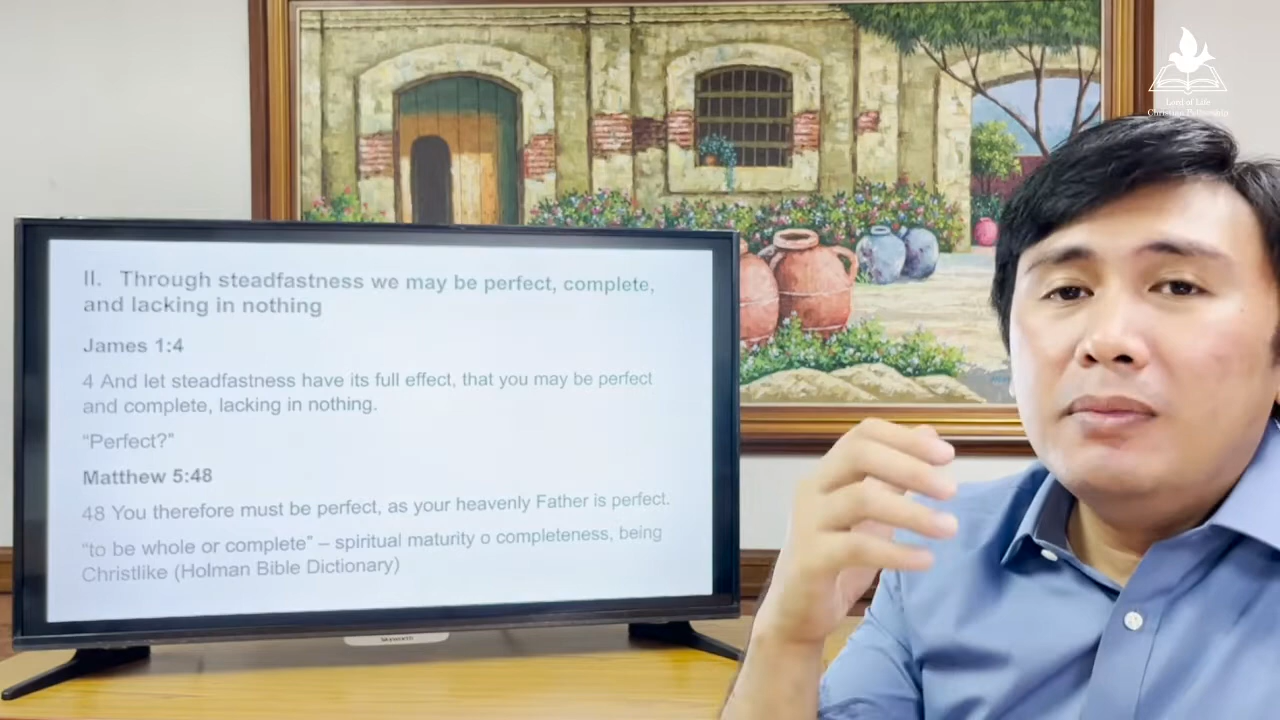 Lord of Life
Christian Fellowship
II. Through steadfastness we may be perfect, complete,
and lacking in nothing
James 1:4
4 And let steadfastness have its full effect, that you may be perfect
and complete, lacking in nothing.
“Perfect?”
Matthew 5:48
48 You therefore must be perfect, as your heavenly Father is perfect.
“to be whole or complete” – spiritual maturity o completeness, being
Christlike (Holman Bible Dictionary)
Skyworth